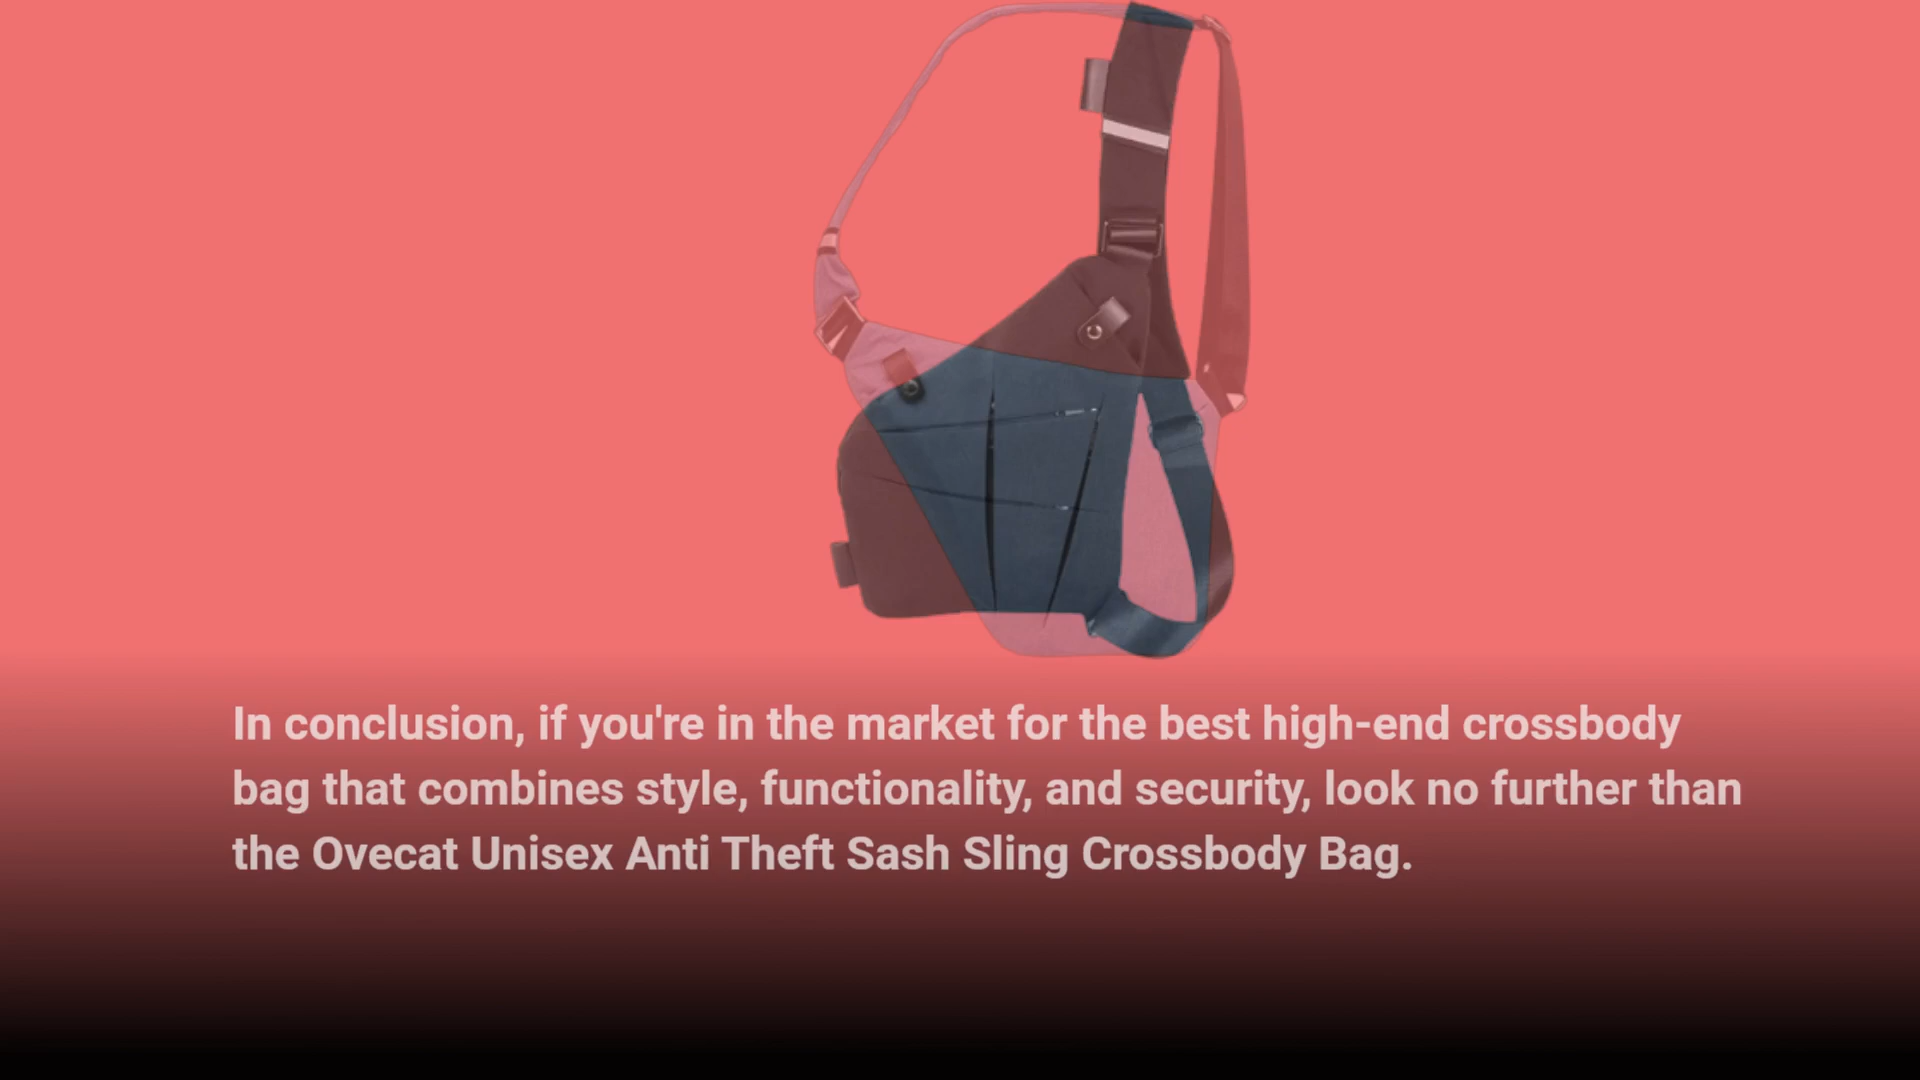 In conclusion, if you're in the market for the best high-end crossbody
bag that combines style, functionality, and security, look no further than
the Ovecat Unisex Anti Theft Sash Sling Crossbody Bag.